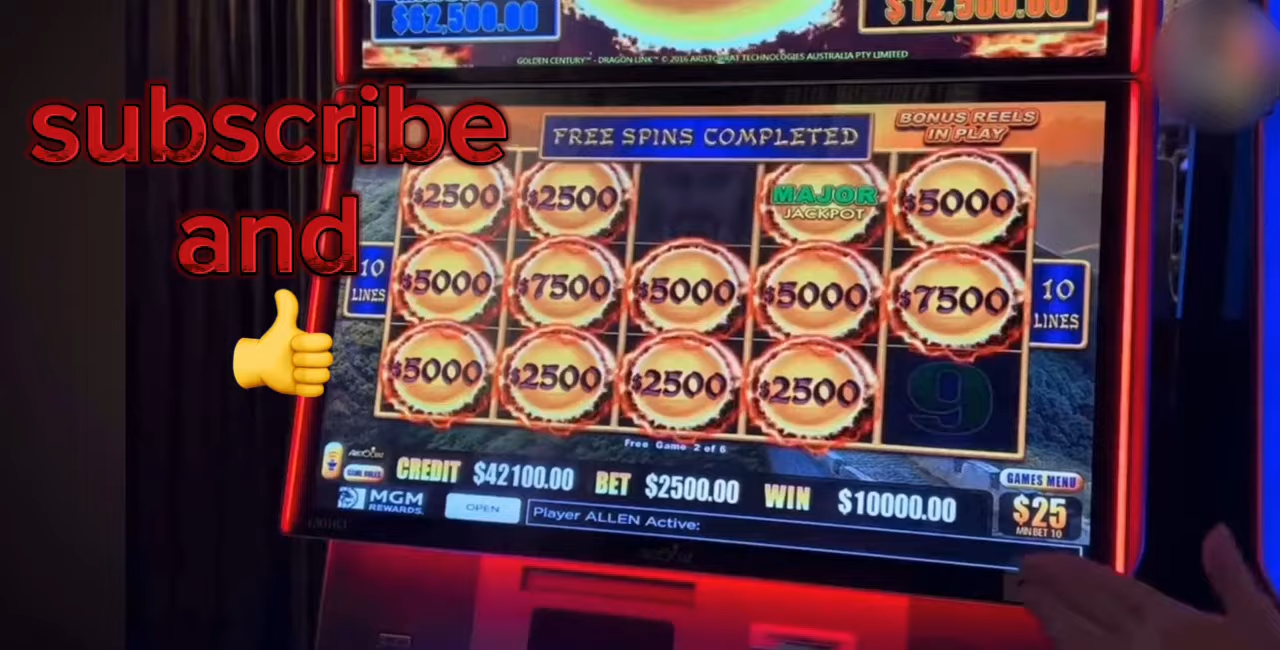 $62,500.00
$12,500.00
GOLDEN CENTURY™ - DRAGON LINK™ © 2016 ARISTOCRAT TECHNOLOGIES AUSTRALIA PTY LIMITED
subscribe
and
FREE SPINS COMPLETED
BONUS REELS
IN PLAY
$2500 $2500 MAJOR JACKPOT $5000
10 LINES
$5000 $7500 $5000 $5000 $7500
10 LINES
$5000 $2500 $2500 $2500 9
Free Game 2 of 6
GAME RULES
CREDIT $42100.00 BET $2500.00 WIN $10000.00
GAMES MENU
$25
MIN BET 10
MGM
REWARDS
OPEN
Player ALLEN Active: